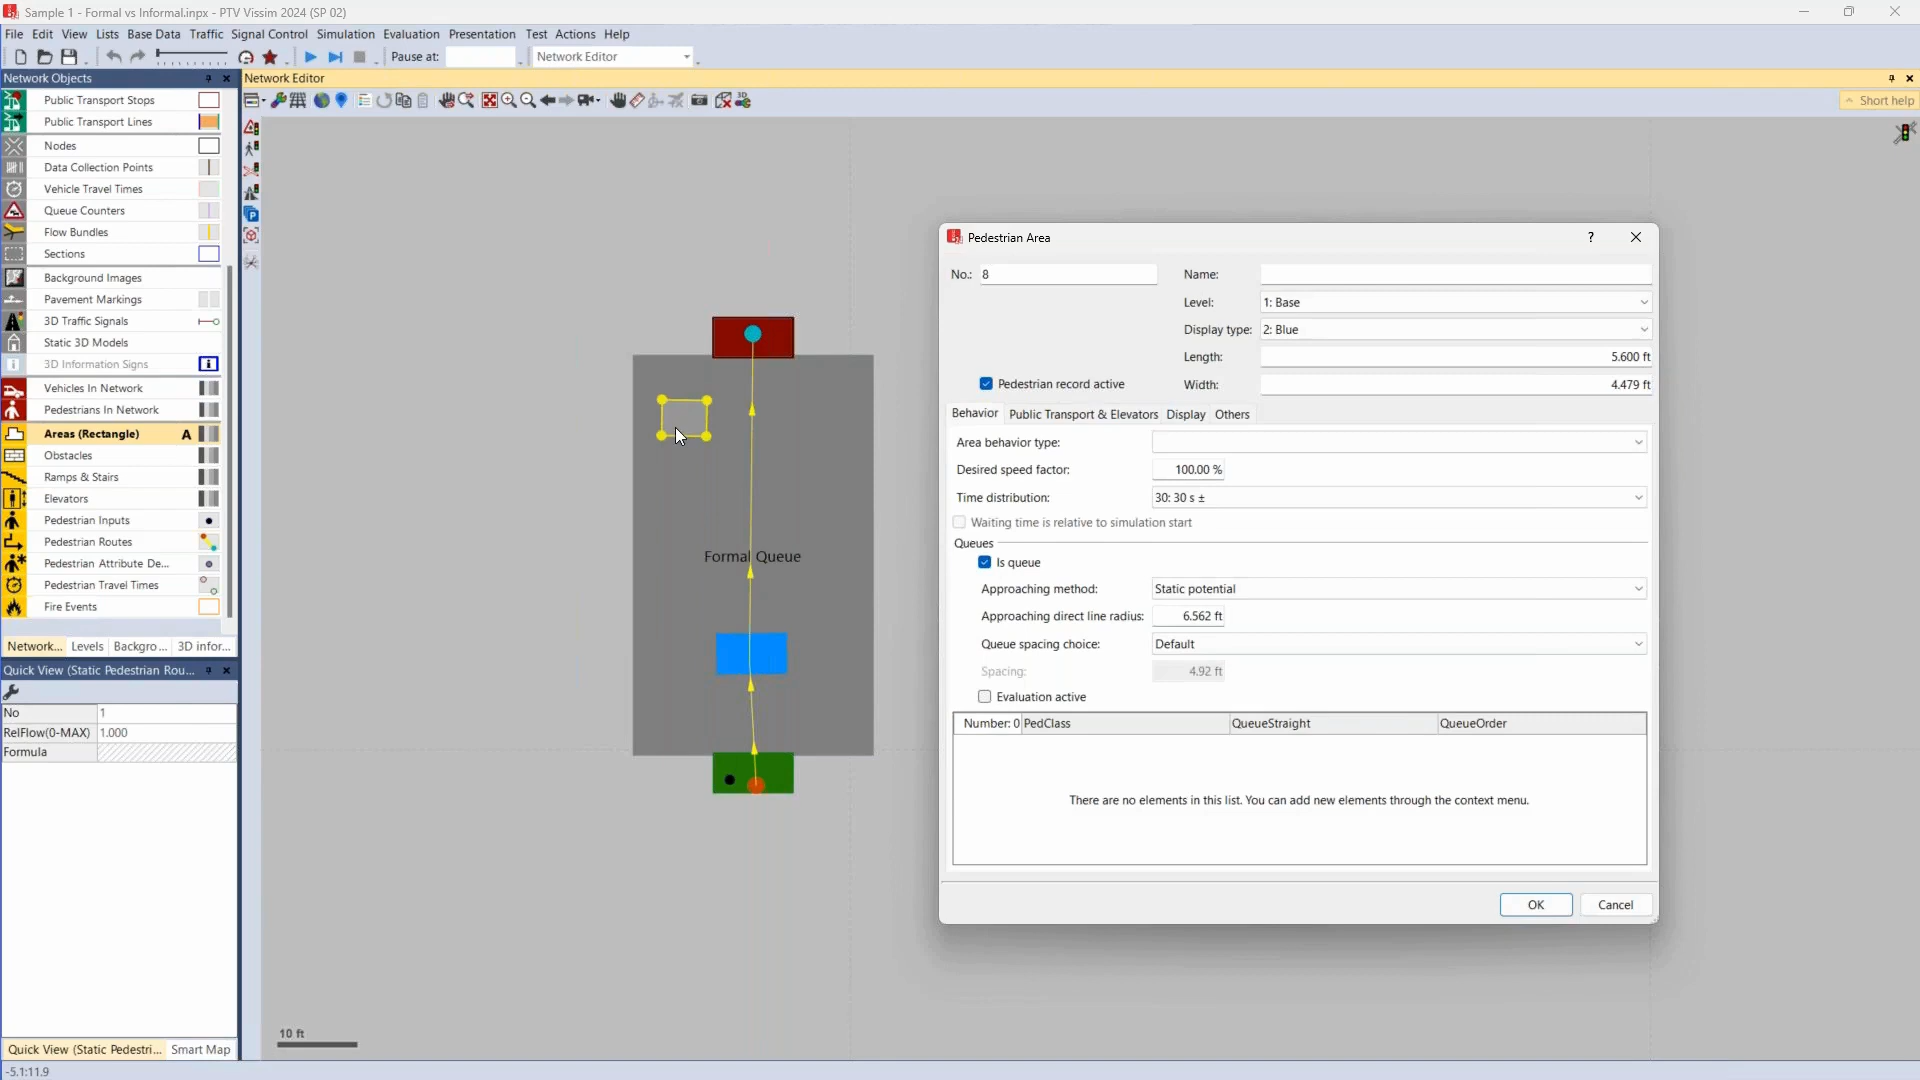 Sample 1 - Formal vs Informal.inpx - PTV Vissim 2024 (SP 02)
File Edit View Lists Base Data Traffic Signal Control Simulation Evaluation Presentation Test Actions Help
Pause at:
Network Editor
Network Objects
Network Editor
Short help
Public Transport Stops
Public Transport Lines
Nodes
Data Collection Points
Vehicle Travel Times
Queue Counters
Flow Bundles
Sections
Background Images
Pavement Markings
3D Traffic Signals
Static 3D Models
3D Information Signs
Vehicles In Network
Pedestrians In Network
Areas (Rectangle) A
Obstacles
Ramps & Stairs
Elevators
Pedestrian Inputs
Pedestrian Routes
Pedestrian Attribute De...
Pedestrian Travel Times
Fire Events
Network... Levels Backgro... 3D infor...
Quick View (Static Pedestrian Rou...
No 1
RelFlow(0-MAX) 1.000
Formula
Quick View (Static Pedestri... Smart Map
-5.1:11.9
Formal Queue
10 ft
Pedestrian Area
No.: 8
Name:
Level: 1: Base
Display type: 2: Blue
Length: 5.600 ft
Pedestrian record active
Width: 4.479 ft
Behavior Public Transport & Elevators Display Others
Area behavior type:
Desired speed factor: 100.00 %
Time distribution: 30: 30 s ±
Waiting time is relative to simulation start
Queues
Is queue
Approaching method: Static potential
Approaching direct line radius: 6.562 ft
Queue spacing choice: Default
Spacing: 4.92 ft
Evaluation active
Number: 0 PedClass QueueStraight QueueOrder
There are no elements in this list. You can add new elements through the context menu.
OK Cancel